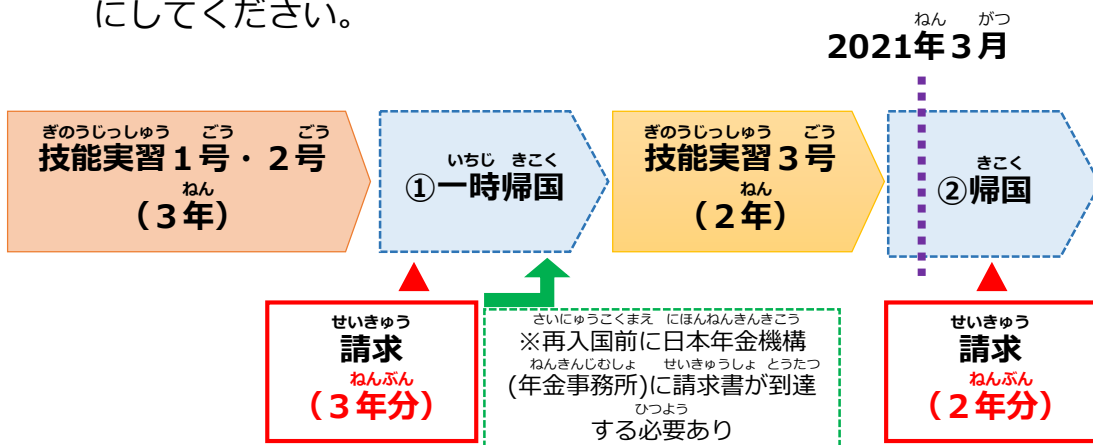 にしてください。
ねん がつ
2021年3月
ぎのうじっしゅう ごう ごう
技能実習1号・2号
ねん
（3年）
いちじ きこく
①一時帰国
ぎのうじっしゅう ごう
技能実習3号
ねん
（2年）
きこく
②帰国
せいきゅう
請求
ねんぶん
（3年分）
さいにゅうこくまえ にほんねんきんきこう
※再入国前に日本年金機構
ねんきんじむしょ せいきゅうしょ とうたつ
(年金事務所)に請求書が到達
ひつよう
する必要あり
せいきゅう
請求
ねんぶん
（2年分）